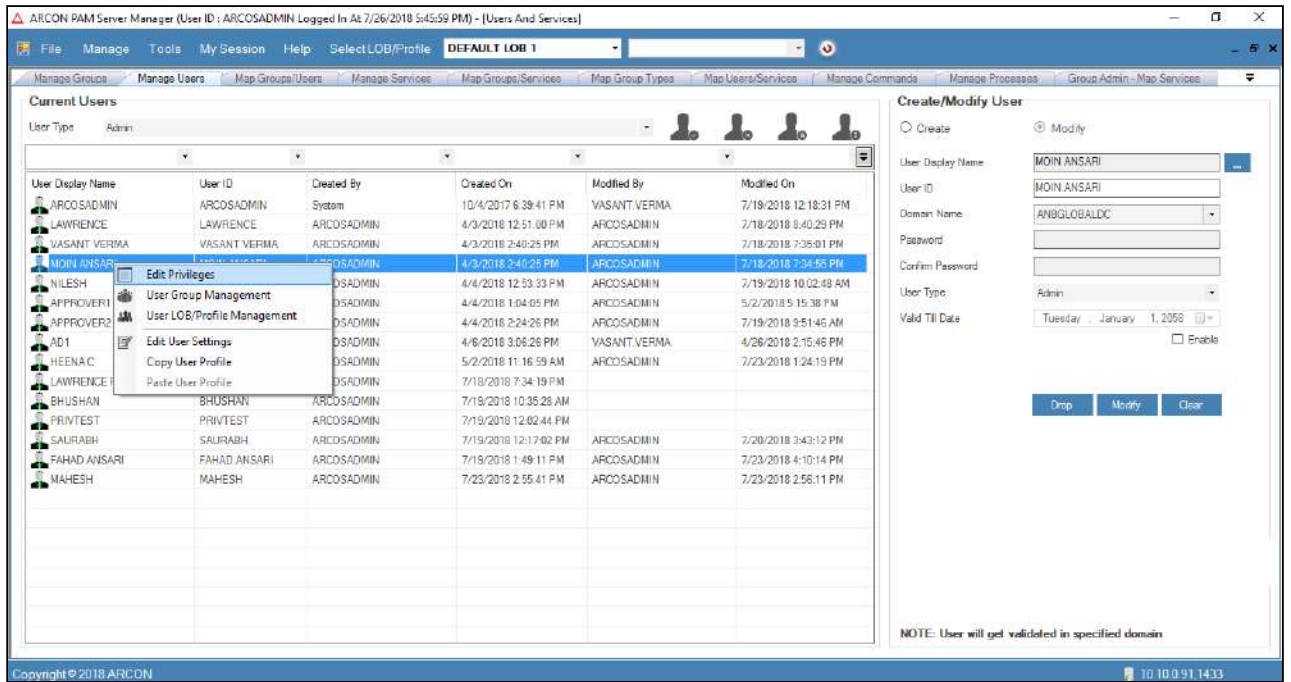 ARCON PAM Server Manager (User ID : ARCOSADMIN Logged In At 7/26/2018 5:45:59 PM) - [Users And Services]
File Manage Tools My Session Help Select LOB/Profile DEFAULT LOB 1
Manage Groups Manage Users Map Groups/Users Manage Services Map Groups/Services Map Group Types Map Users/Services Manage Commands Manage Processes Group Admin - Map Services
Current Users
User Type Admin
User Display Name User ID Created By Created On Modified By Modified On
ARCOSADMIN ARCOSADMIN System 10/4/2017 6:39:41 PM VASANT.VERMA 7/19/2018 12:18:31 PM
LAWRENCE LAWRENCE ARCOSADMIN 4/3/2018 12:51:00 PM ARCOSADMIN 7/18/2018 8:40:29 PM
VASANT VERMA VASANT.VERMA ARCOSADMIN 4/3/2018 2:40:25 PM ARCOSADMIN 7/18/2018 7:35:01 PM
MOIN ANSARI 4/3/2018 2:40:25 PM ARCOSADMIN 7/18/2018 7:34:55 PM
NILESH DSADMIN 4/4/2018 12:53:33 PM ARCOSADMIN 7/19/2018 10:02:48 AM
APPROVER1 DSADMIN 4/4/2018 1:04:05 PM ARCOSADMIN 5/2/2018 5:15:38 PM
APPROVER2 DSADMIN 4/4/2018 2:24:26 PM ARCOSADMIN 7/19/2018 9:51:46 AM
AD1 DSADMIN 4/6/2018 3:06:26 PM VASANT.VERMA 4/26/2018 2:15:46 PM
HEENA C DSADMIN 5/2/2018 11:16:59 AM ARCOSADMIN 7/23/2018 1:24:19 PM
LAWRENCE DSADMIN 7/18/2018 7:34:19 PM
BHUSHAN BHUSHAN ARCOSADMIN 7/19/2018 10:35:28 AM
PRIVTEST PRIVTEST ARCOSADMIN 7/19/2018 12:02:44 PM
SAURABH SAURABH ARCOSADMIN 7/19/2018 12:17:02 PM ARCOSADMIN 7/20/2018 3:43:12 PM
FAHAD ANSARI FAHAD.ANSARI ARCOSADMIN 7/19/2018 1:49:11 PM ARCOSADMIN 7/23/2018 4:10:14 PM
MAHESH MAHESH ARCOSADMIN 7/23/2018 2:55:41 PM ARCOSADMIN 7/23/2018 2:56:11 PM
Edit Privileges
User Group Management
User LOB/Profile Management
Edit User Settings
Copy User Profile
Paste User Profile
Create/Modify User
Create Modify
User Display Name MOIN ANSARI ...
User ID MOIN.ANSARI
Domain Name ANBGLOBALDC
Password
Confirm Password
User Type Admin
Valid Till Date Tuesday , January 1, 2058
Enable
Drop Modify Clear
NOTE: User will get validated in specified domain
Copyright © 2018 ARCON 10.10.0.91,1433